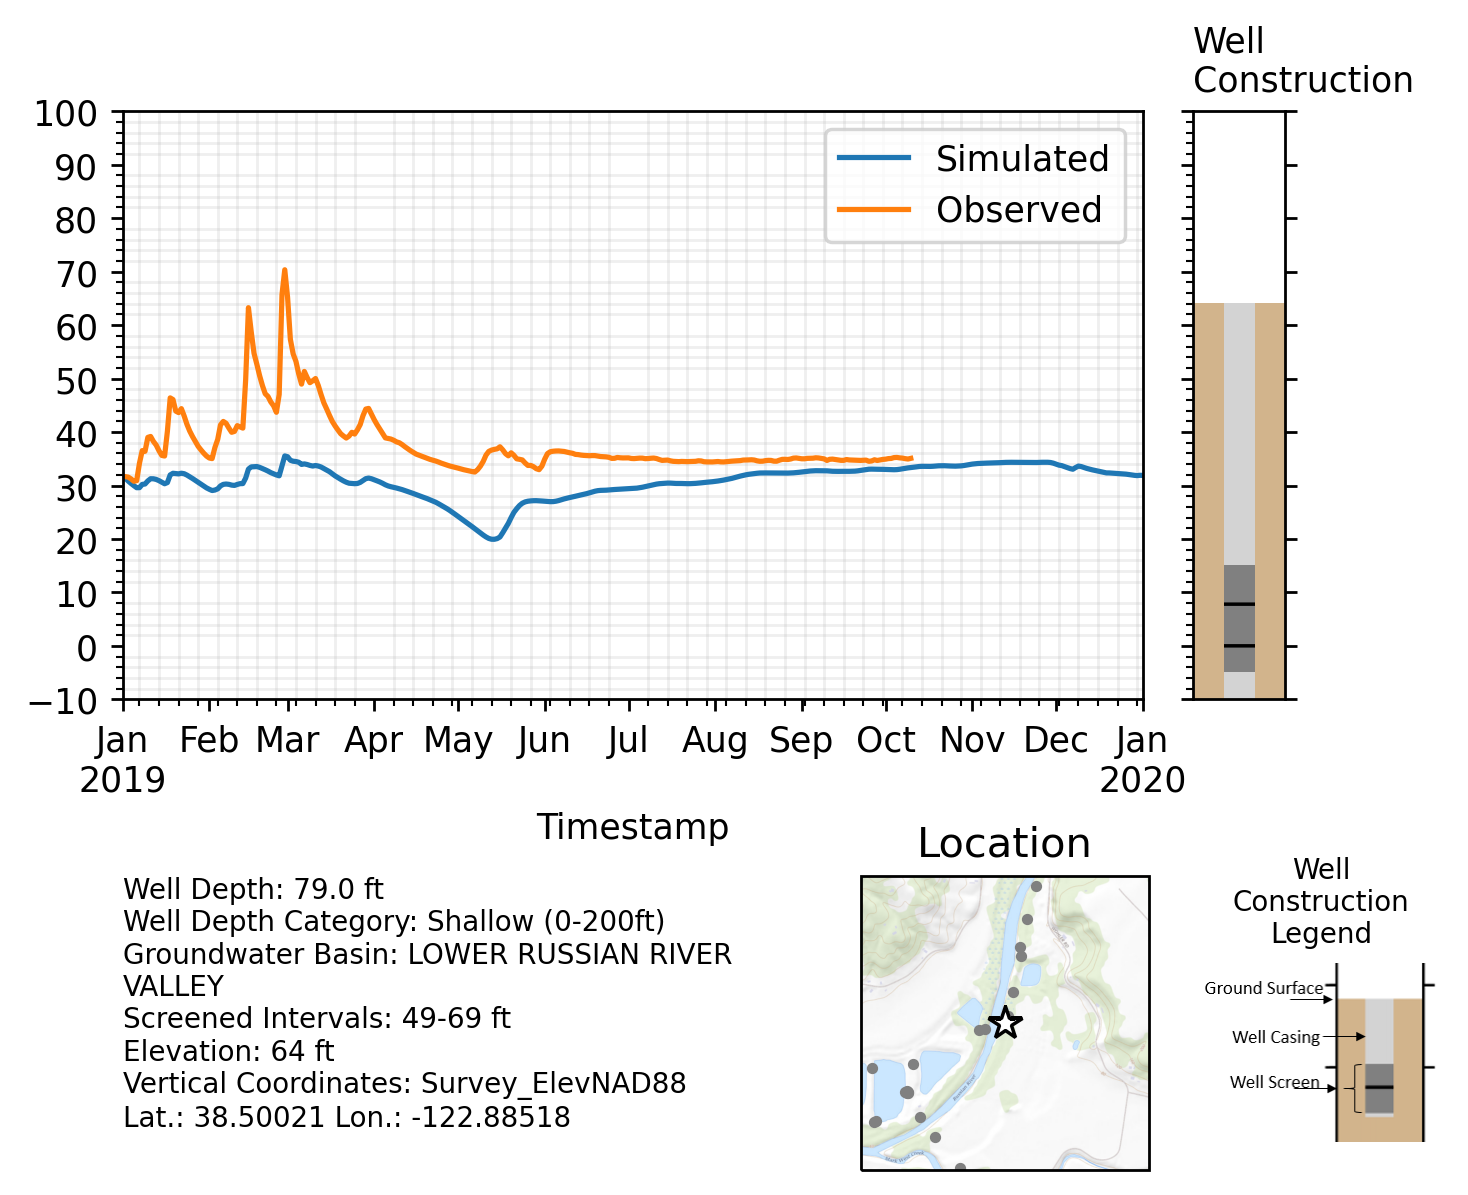 Well
Construction
100
90
80
70
60
50
40
30
20
10
0
−10
Simulated
Observed
Jan Feb Mar Apr May Jun Jul Aug Sep Oct Nov Dec Jan
2019 2020
Timestamp
Well Depth: 79.0 ft
Well Depth Category: Shallow (0-200ft)
Groundwater Basin: LOWER RUSSIAN RIVER
VALLEY
Screened Intervals: 49-69 ft
Elevation: 64 ft
Vertical Coordinates: Survey_ElevNAD88
Lat.: 38.50021 Lon.: -122.88518
Location
Well
Construction
Legend
Ground Surface
Well Casing
Well Screen